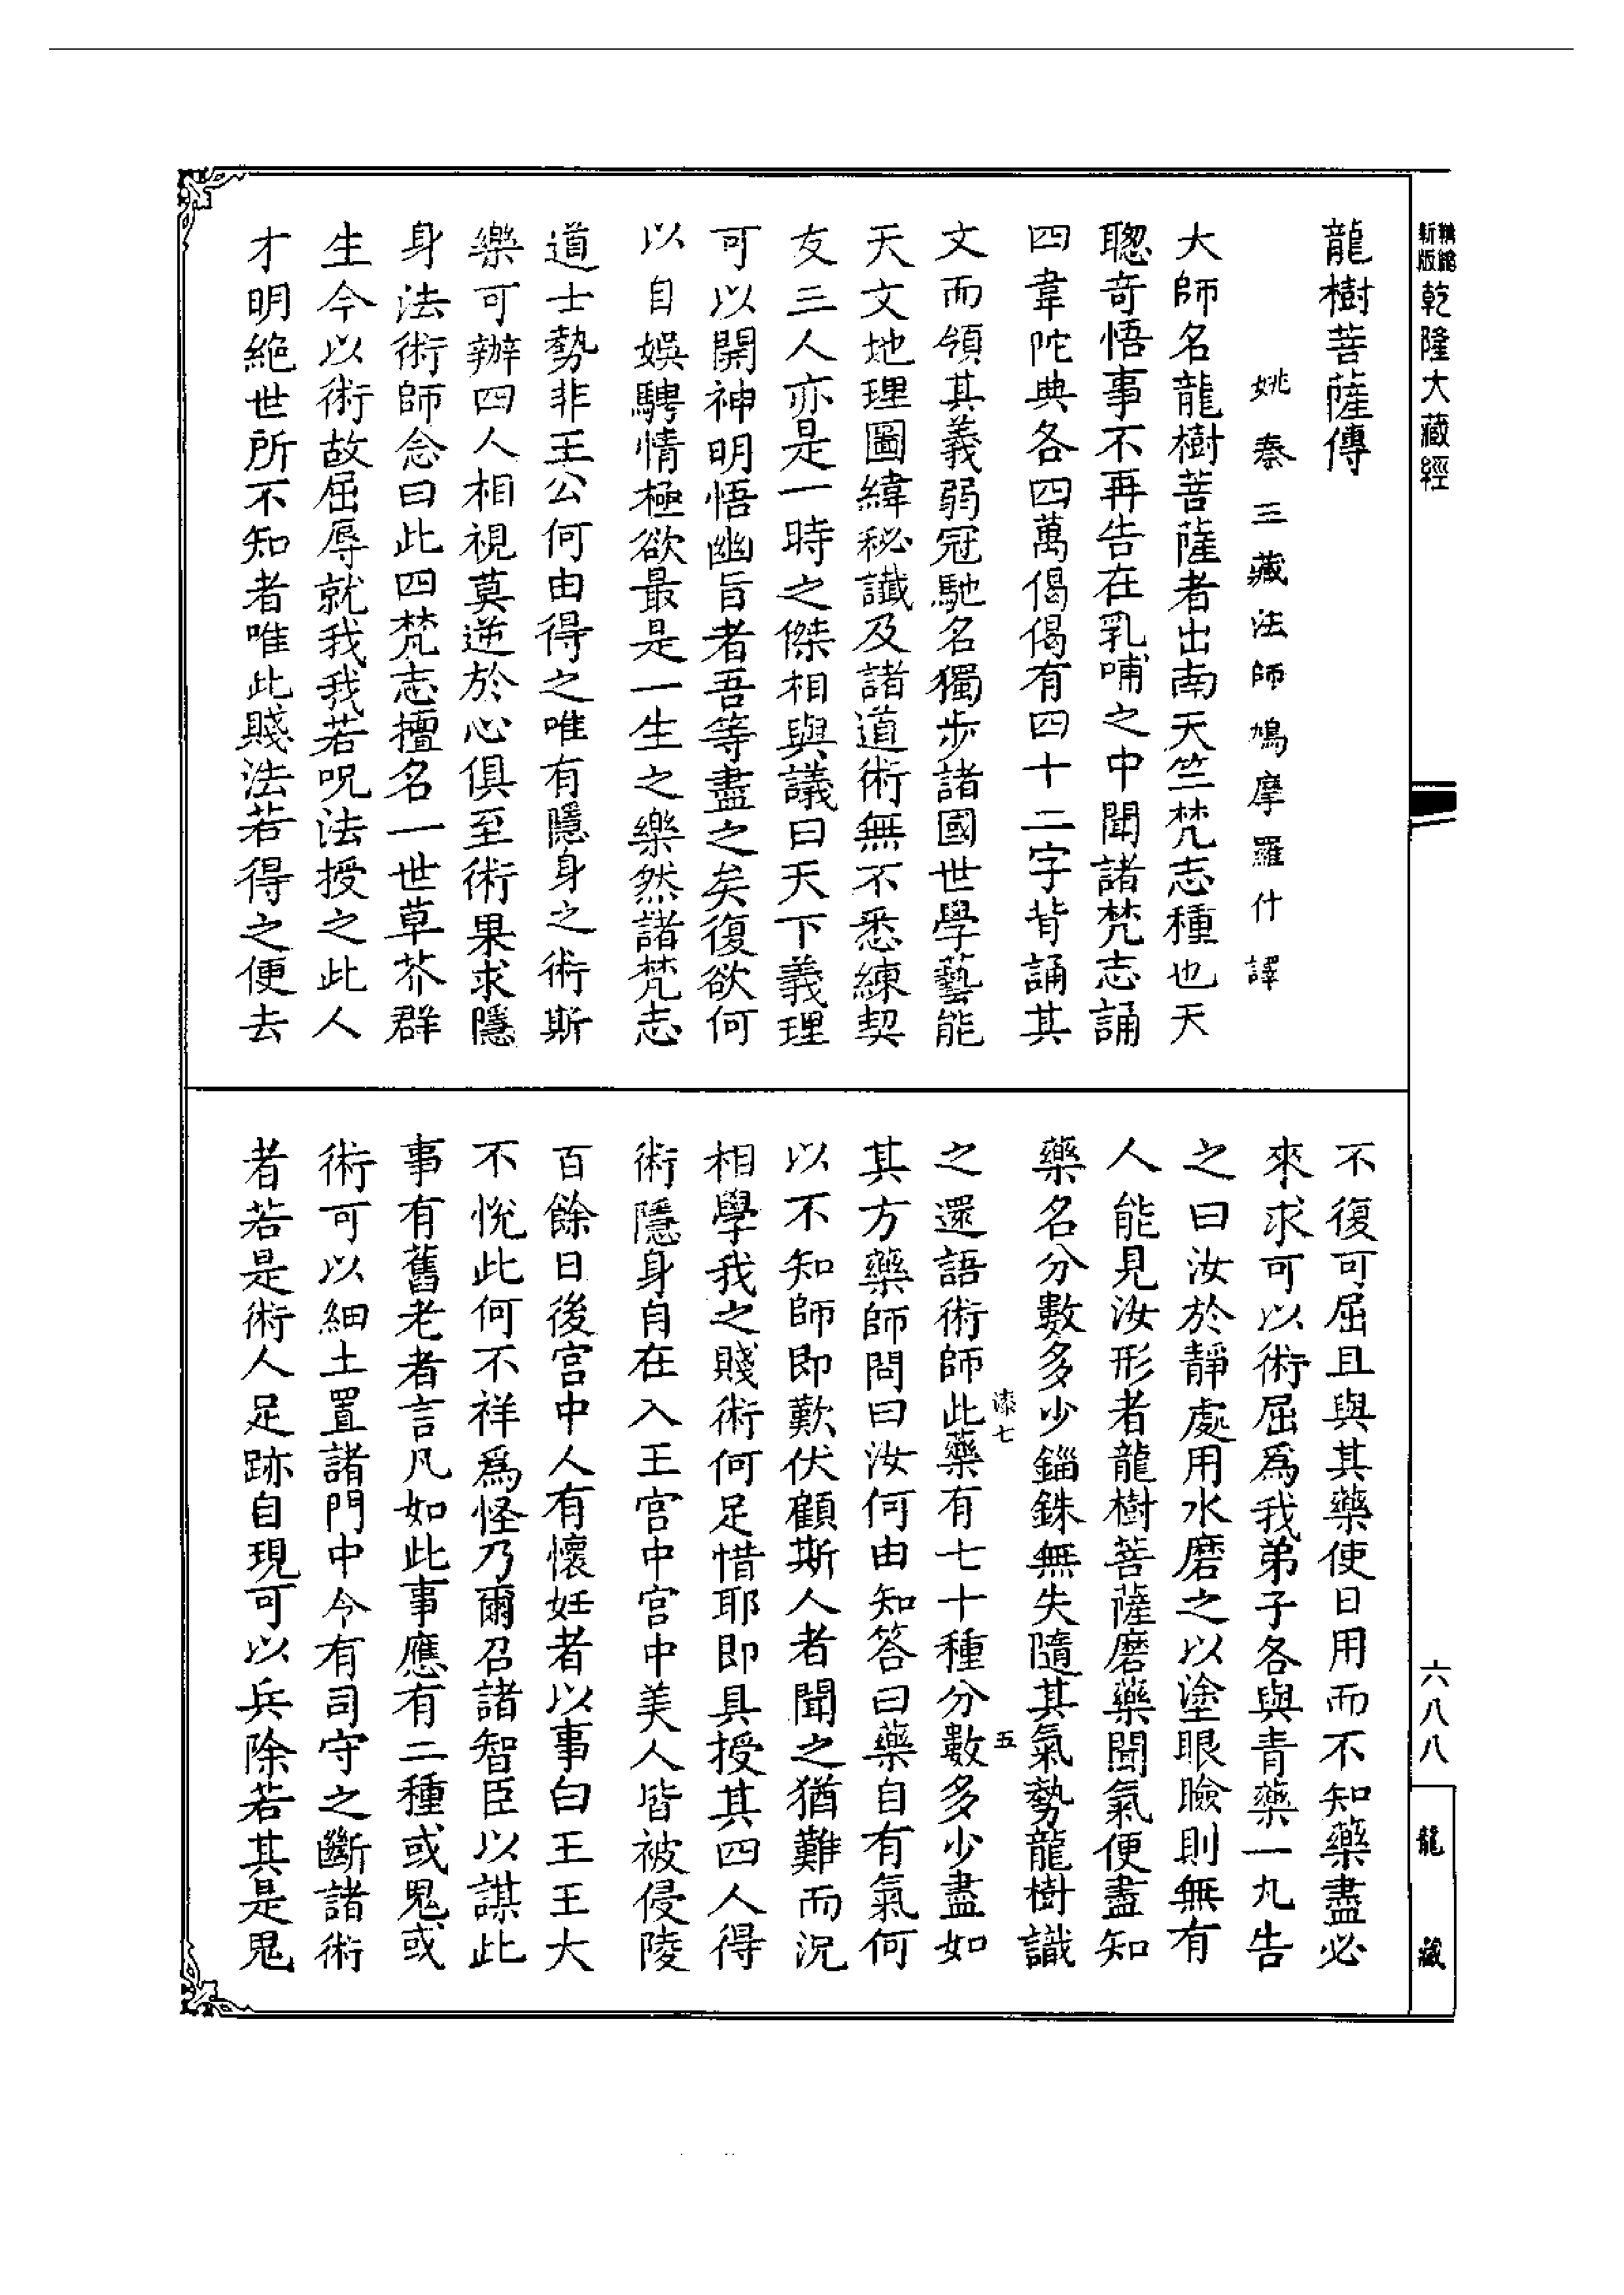 新版
乾隆大藏經
龍樹菩薩傳
姚秦三藏法師鳩摩羅什譯
大師名龍樹菩薩者出南天竺梵志種也天
聰奇悟事不再告在乳哺之中聞諸梵志誦
四韋陀典各四萬偈偈有四十二字背誦其
文而領其義弱冠馳名獨步諸國世學藝能
天文地理圖緯秘讖及諸道術無不悉練契
友三人亦是一時之傑相與議曰天下義理
可以開神明悟幽旨者吾等盡之矣復欲何
以自娛騁情極欲最是一生之樂然諸梵志
道士勢非王公何由得之唯有隱身之術斯
樂可辦四人相視莫逆於心俱至術果求隱
身法術師念曰此四梵志擅名一世草芥群
生今以術故屈辱就我我若呪法授之此人
才明絶世所不知者唯此賤法若得之便去
不復可屈且與其藥使日用而不知藥盡必
來求可以術屈為我弟子各與青藥一丸告
之曰汝於靜處用水磨之以塗眼瞼則無有
人能見汝形者龍樹菩薩磨藥聞氣便盡知
藥名分數多少錙銖無失隨其氣勢龍樹識
染七
五
之還語術師此藥有七十種分數多少盡如
其方藥師問曰汝何由知答曰藥自有氣何
以不知師即歎伏顧斯人者聞之猶難而況
相學我之賤術何足惜耶即具授其四人得
術隱身自在入王宮中宮中美人皆被侵陵
百餘日後宮中人有懷妊者以事白王王大
不悅此何不祥爲怪乃爾召諸智臣以謀此
事有舊老者言凡如此事應有二種或鬼或
術可以細土置諸門中令有司守之斷諸術
者若是術人足跡自現可以兵除若其是鬼
六八八
龍藏